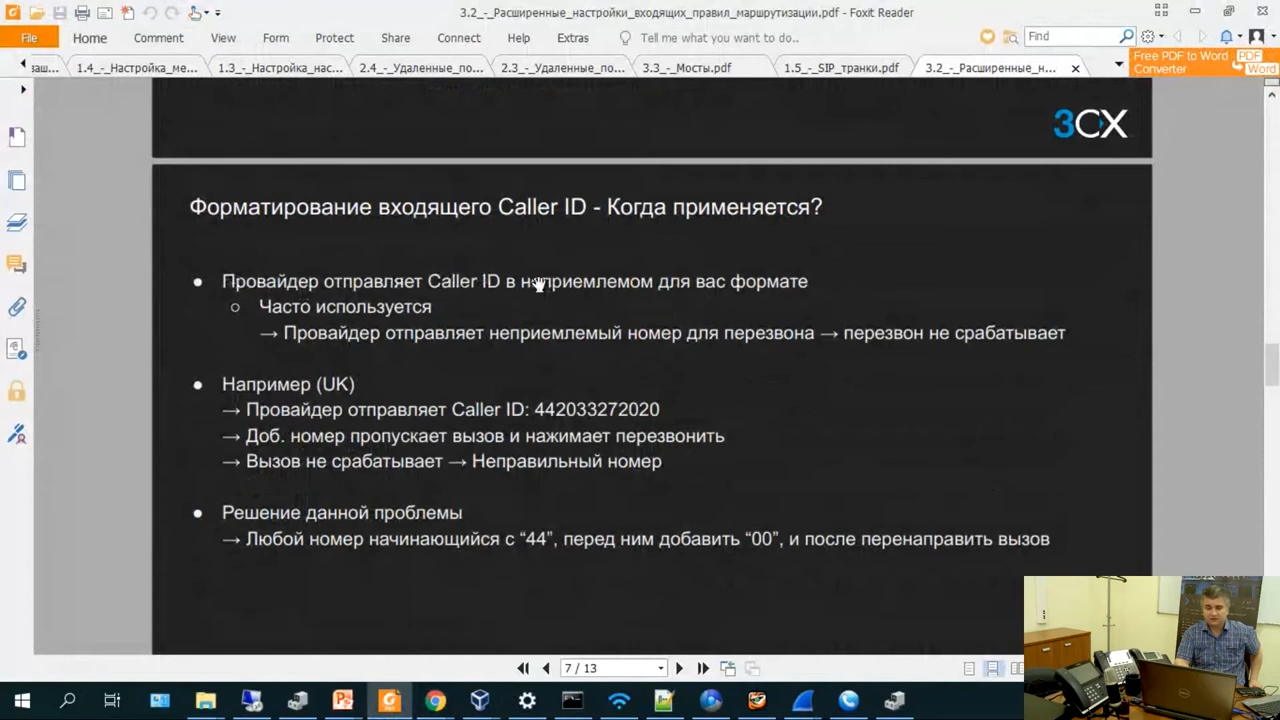 3.2_-_Расширенные_настройки_входящих_правил_маршрутизации.pdf - Foxit Reader
File Home Comment View Form Protect Share Connect Help Extras Tell me what you want to do.. Find
заш... 1.4_-_Настройка_ме... 1.3_-_Настройка_нас... 2.4_-_Удаленные_по... 2.3_-_Удаленные_по... 3.3_-_Мосты.pdf 1.5_-_SIP_транки.pdf 3.2_-_Расширенные_н...
Free PDF to Word
Converter
PDF
Word
3CX
Форматирование входящего Caller ID - Когда применяется?
● Провайдер отправляет Caller ID в неприемлемом для вас формате
○ Часто используется
→ Провайдер отправляет неприемлемый номер для перезвона → перезвон не срабатывает
● Например (UK)
→ Провайдер отправляет Caller ID: 442033272020
→ Доб. номер пропускает вызов и нажимает перезвонить
→ Вызов не срабатывает → Неправильный номер
● Решение данной проблемы
→ Любой номер начинающийся с “44”, перед ним добавить “00”, и после перенаправить вызов
7 / 13